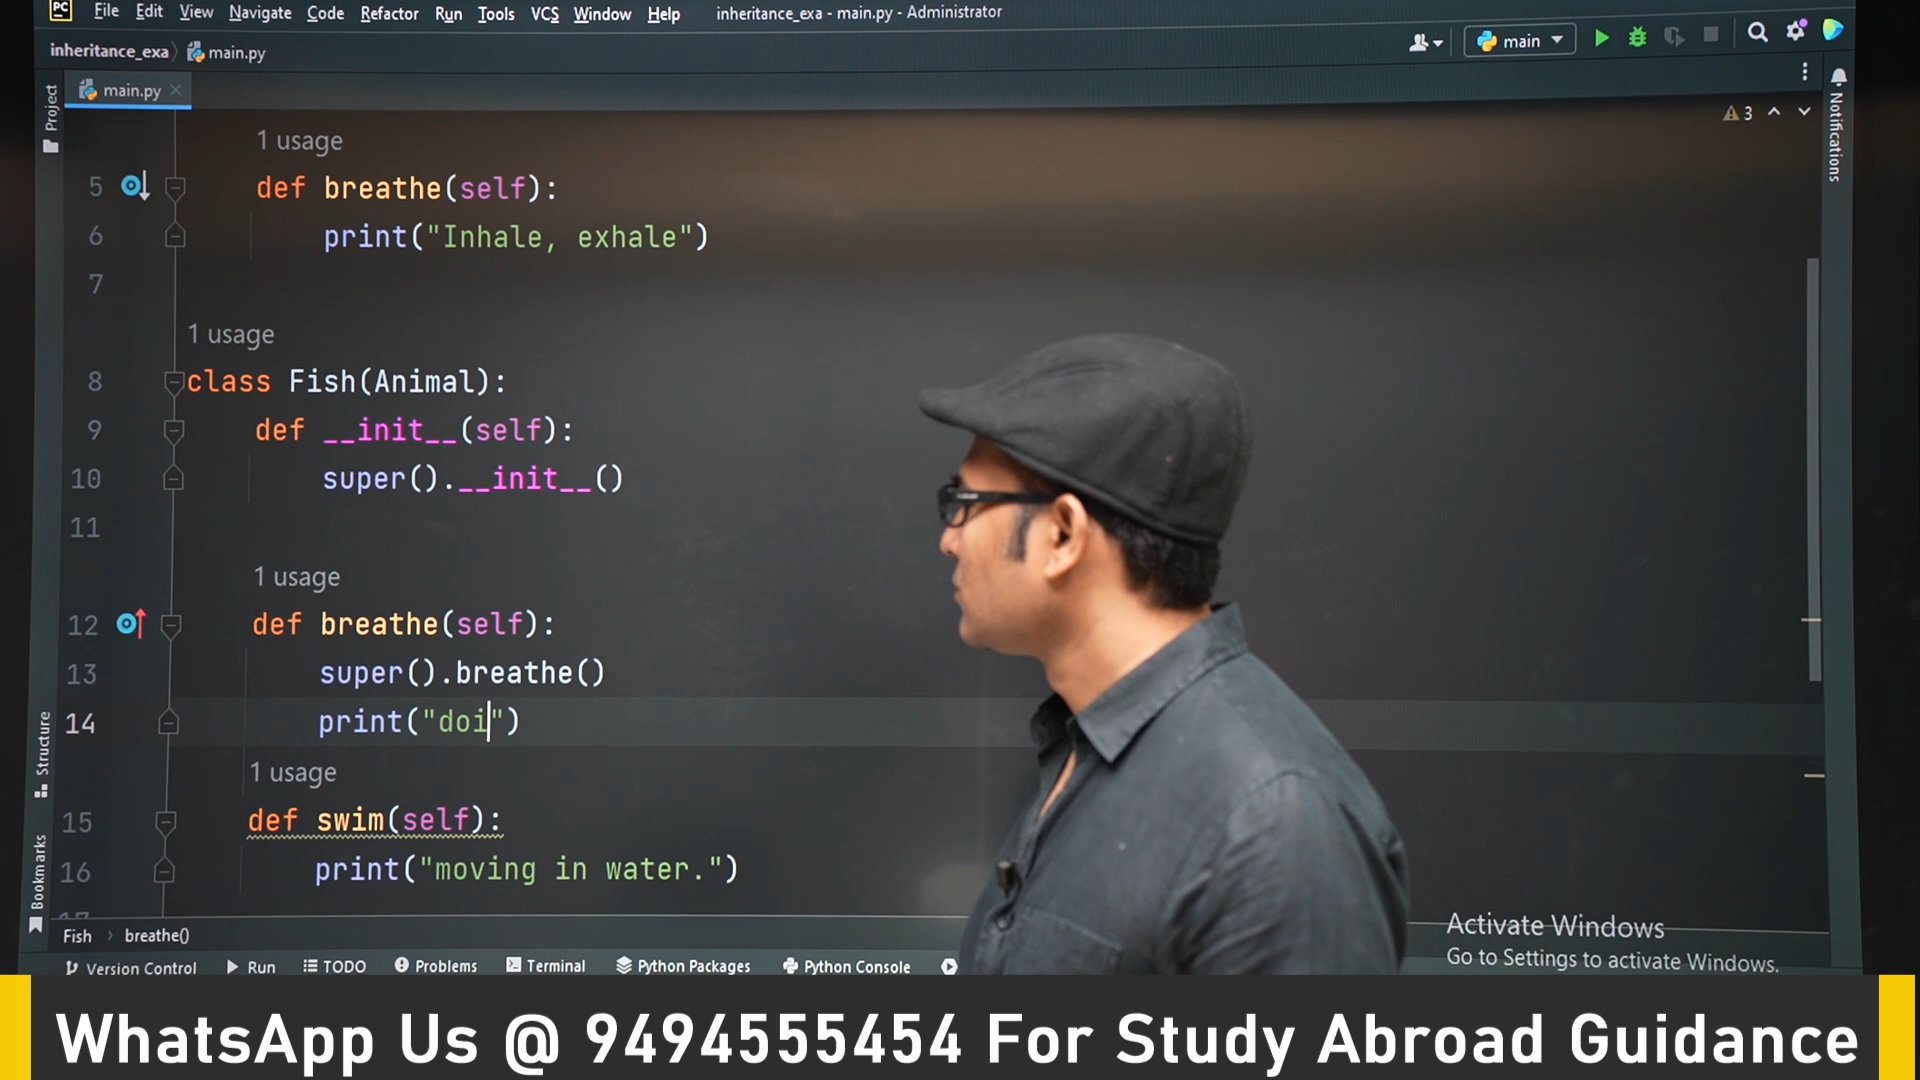 PC File Edit View Navigate Code Refactor Run Tools VCS Window Help inheritance_exa - main.py - Administrator
inheritance_exa main.py main
Project
main.py
Notifications
3
1 usage
5 def breathe(self):
6 print("Inhale, exhale")
7
1 usage
8 class Fish(Animal):
9 def __init__(self):
10 super().__init__()
11
1 usage
12 def breathe(self):
13 super().breathe()
14 print("doi")
1 usage
15 def swim(self):
16 print("moving in water.")
17
Structure
Bookmarks
Fish breathe()
Version Control Run TODO Problems Terminal Python Packages Python Console
Activate Windows
Go to Settings to activate Windows.
WhatsApp Us @ 9494555454 For Study Abroad Guidance